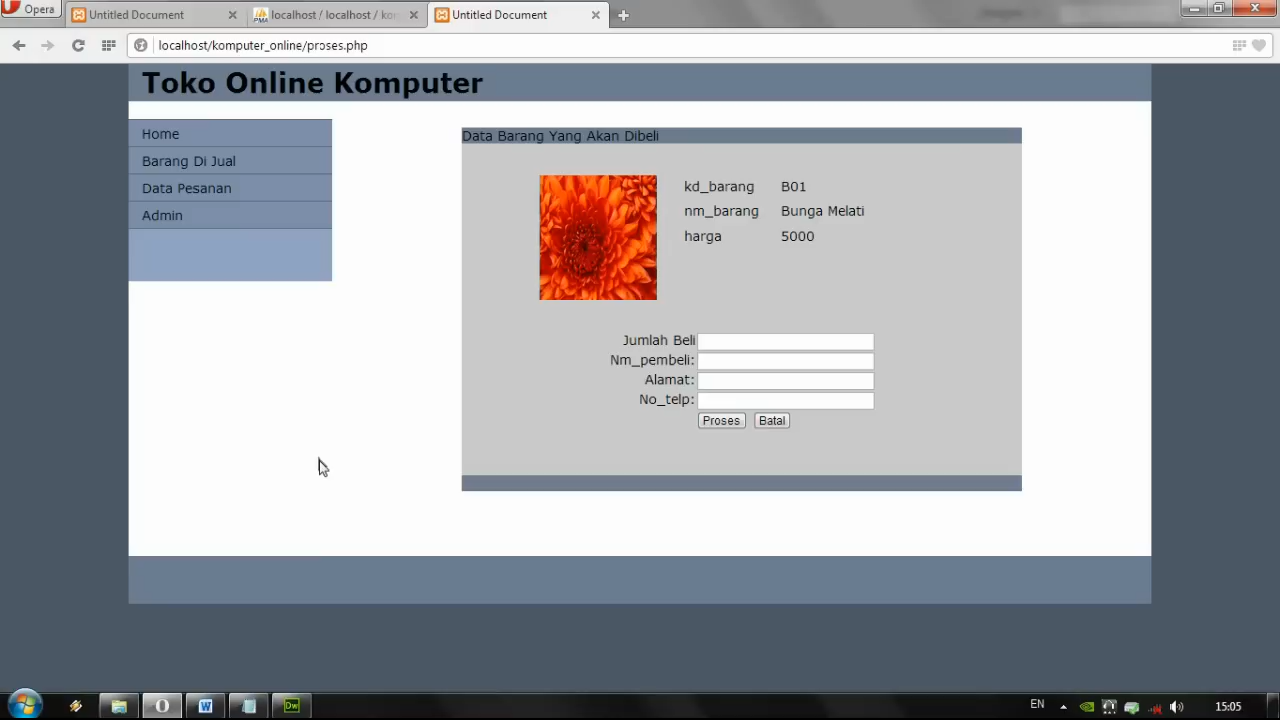 Opera
Untitled Document
localhost / localhost / kon
Untitled Document
localhost/komputer_online/proses.php
Toko Online Komputer
Home
Barang Di Jual
Data Pesanan
Admin
Data Barang Yang Akan Dibeli
kd_barang B01
nm_barang Bunga Melati
harga 5000
Jumlah Beli
Nm_pembeli:
Alamat:
No_telp:
Proses Batal
EN
15:05